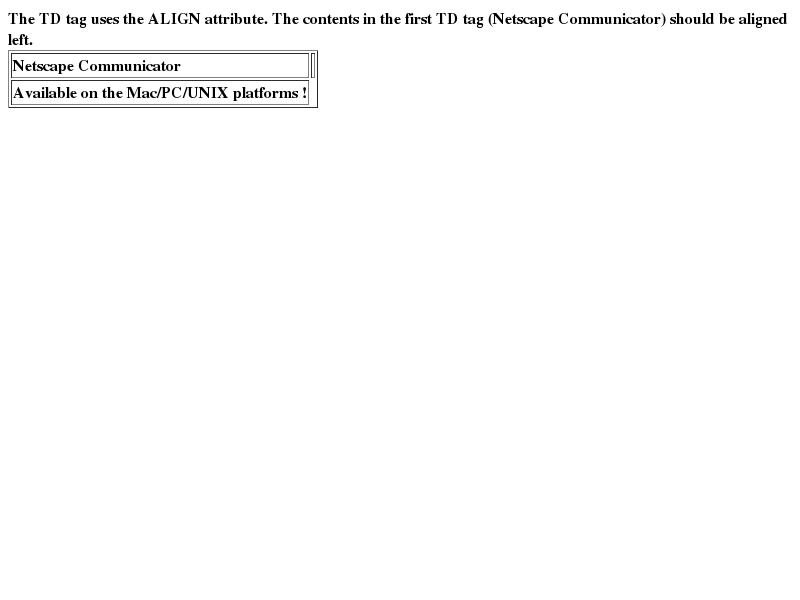 The TD tag uses the ALIGN attribute. The contents in the first TD tag (Netscape Communicator) should be aligned
left.
Netscape Communicator
Available on the Mac/PC/UNIX platforms !